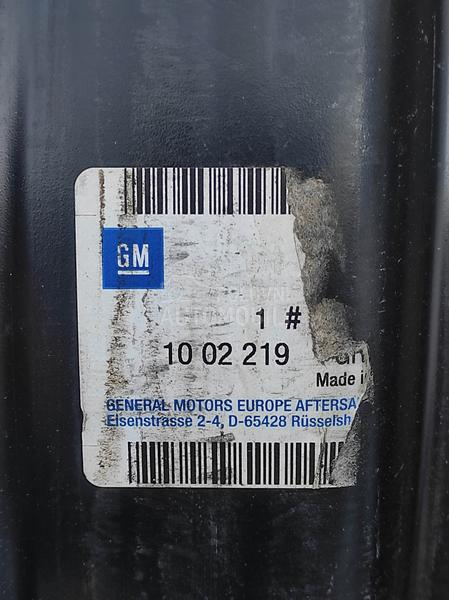 GM
1 #
10 02 219
Made i
GENERAL MOTORS EUROPE AFTERSA
Eisenstrasse 2-4, D-65428 Rüsselsh